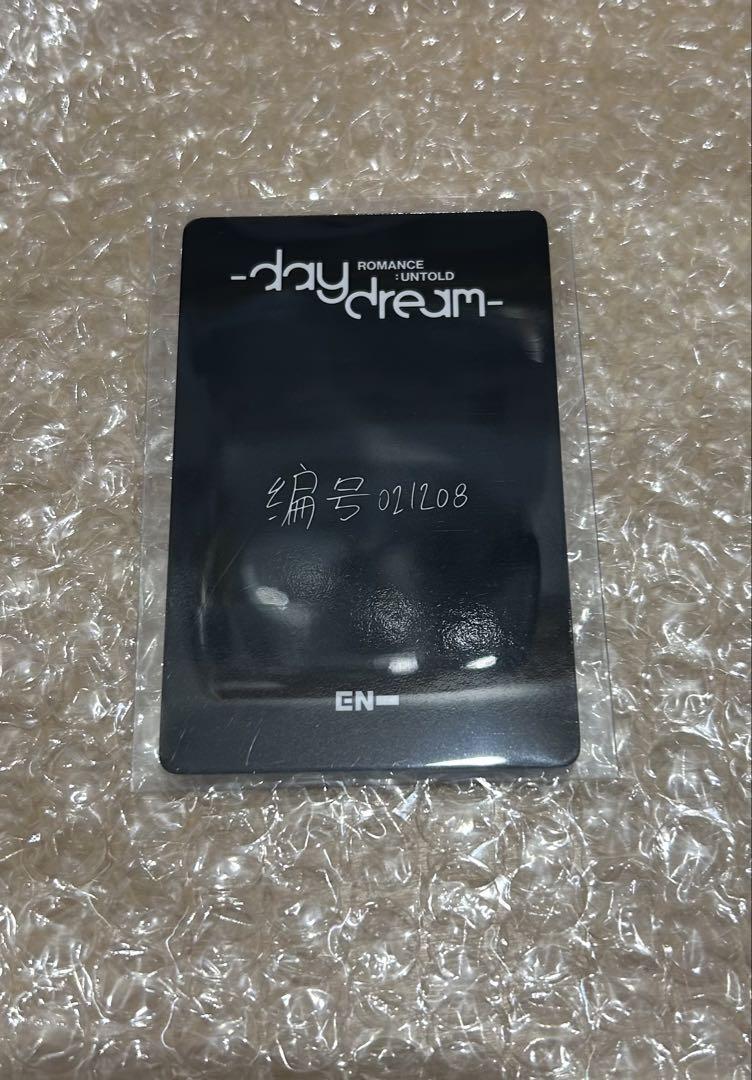 -day
ROMANCE
:UNTOLD
dream-
编号021208
EN-